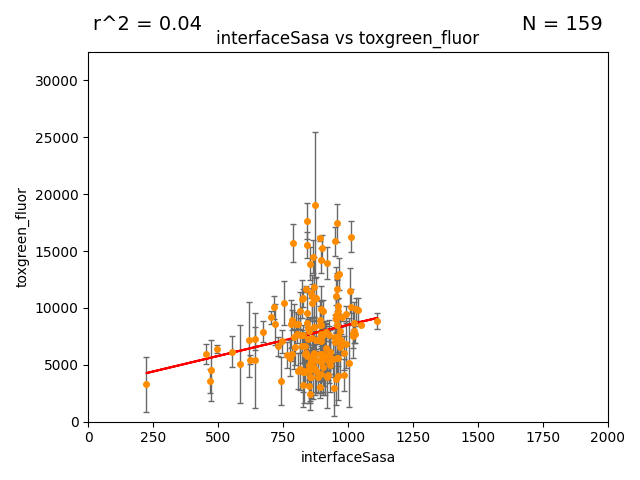 r^2 = 0.04
N = 159
interfaceSasa vs toxgreen_fluor
30000
25000
20000
15000
10000
5000
0
toxgreen_fluor
0 250 500 750 1000 1250 1500 1750 2000
interfaceSasa